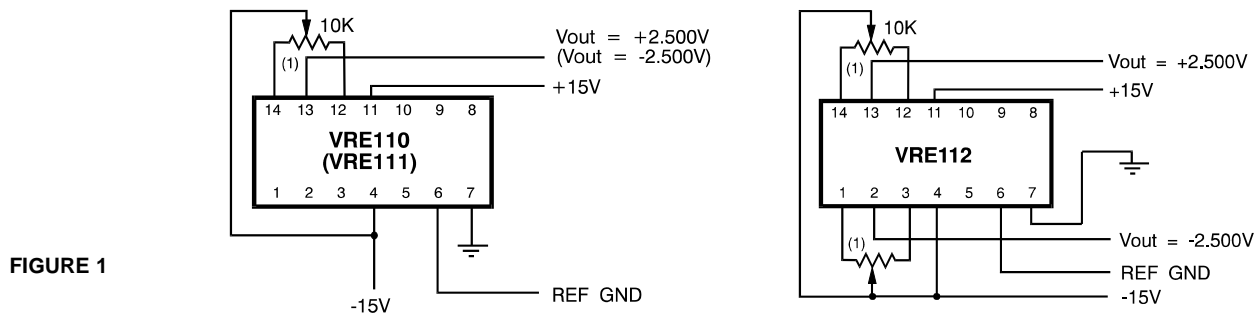 FIGURE 1
10K
Vout = +2.500V
(Vout = -2.500V)
(1)
+15V
14 13 12 11 10 9 8
VRE110
(VRE111)
1 2 3 4 5 6 7
-15V
REF GND
10K
(1)
Vout = +2.500V
+15V
14 13 12 11 10 9 8
VRE112
1 2 3 4 5 6 7
(1)
Vout = -2.500V
REF GND
-15V